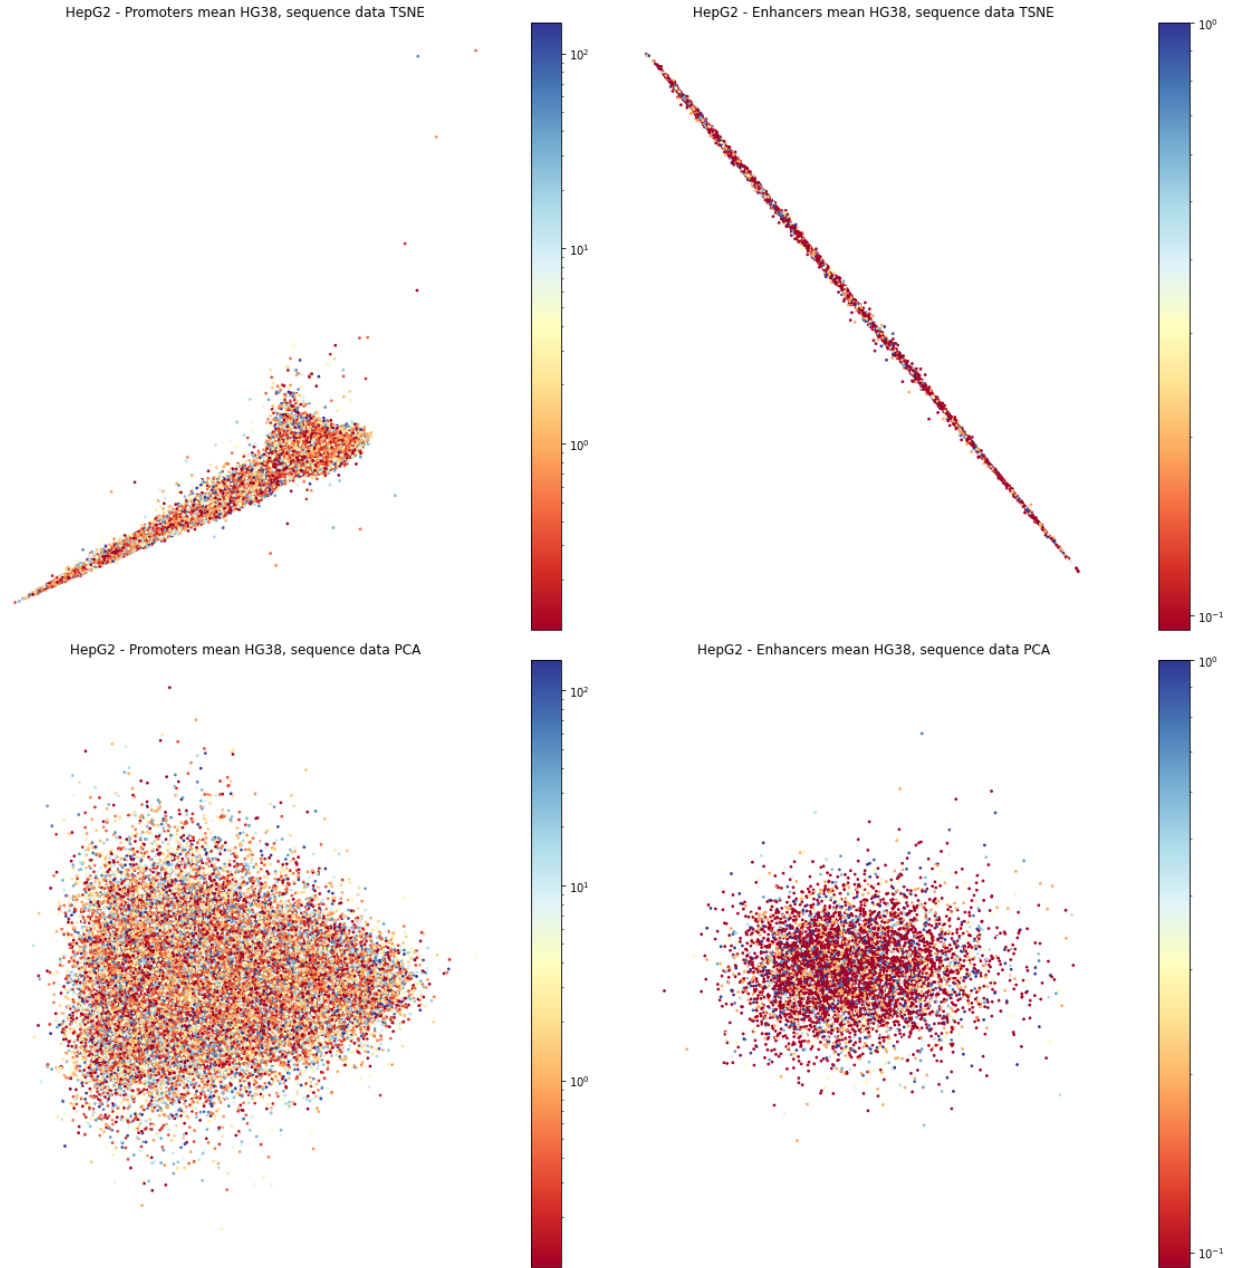 HepG2 - Promoters mean HG38, sequence data TSNE
10²
10¹
10⁰
HepG2 - Enhancers mean HG38, sequence data TSNE
10⁰
10⁻¹
HepG2 - Promoters mean HG38, sequence data PCA
10²
10¹
10⁰
HepG2 - Enhancers mean HG38, sequence data PCA
10⁰
10⁻¹